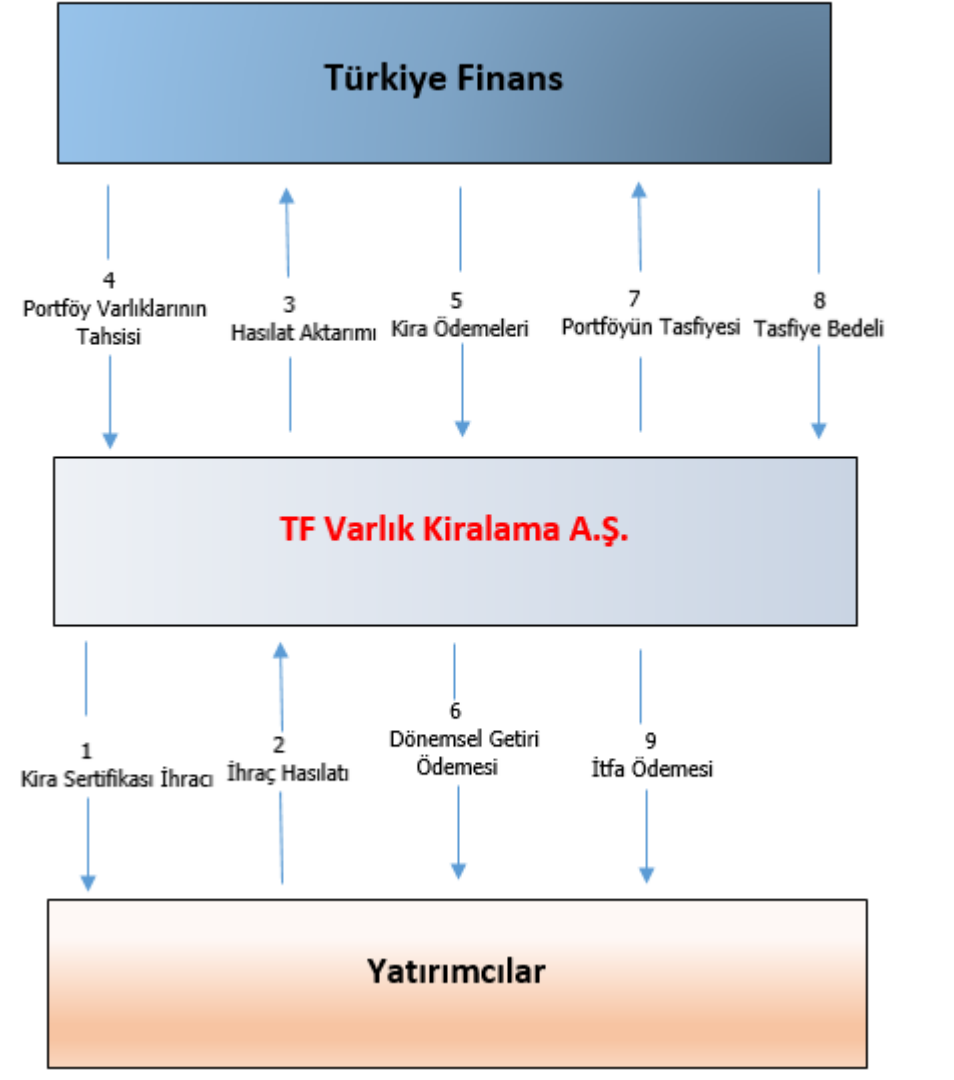 Türkiye Finans
4
Portföy Varlıklarının
Tahsisi
3
Hasılat Aktarımı
5
Kira Ödemeleri
7
Portföyün Tasfiyesi
8
Tasfiye Bedeli
TF Varlık Kiralama A.Ş.
1
Kira Sertifikası İhracı
2
İhraç Hasılatı
6
Dönemsel Getiri
Ödemesi
9
İtfa Ödemesi
Yatırımcılar